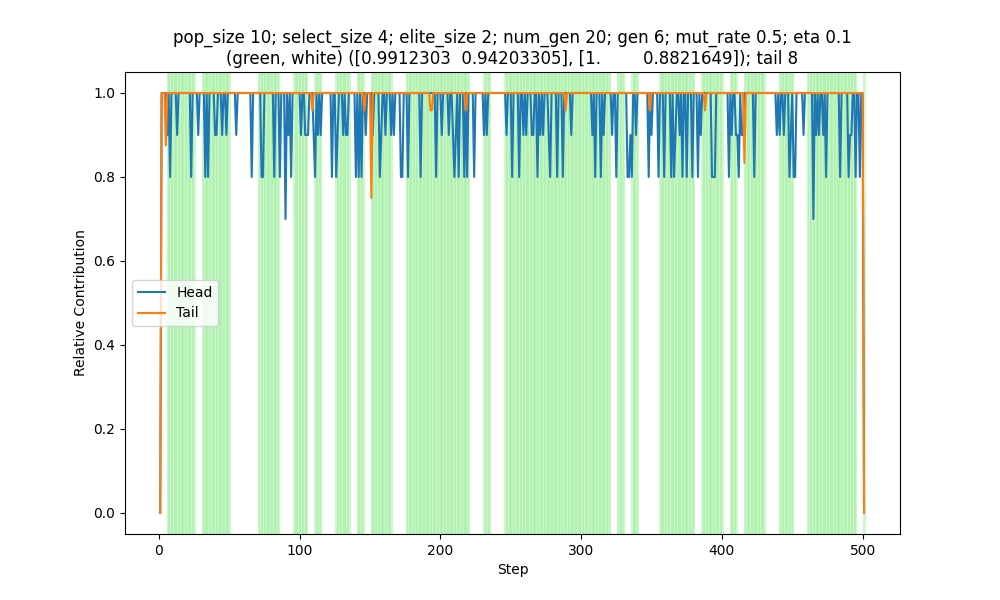 pop_size 10; select_size 4; elite_size 2; num_gen 20; gen 6; mut_rate 0.5; eta 0.1
(green, white) ([0.9912303  0.94203305], [1.         0.8821649]); tail 8
1.0
0.8
0.6
0.4
0.2
0.0
Relative Contribution
Head
Tail
0
100
200
300
400
500
Step